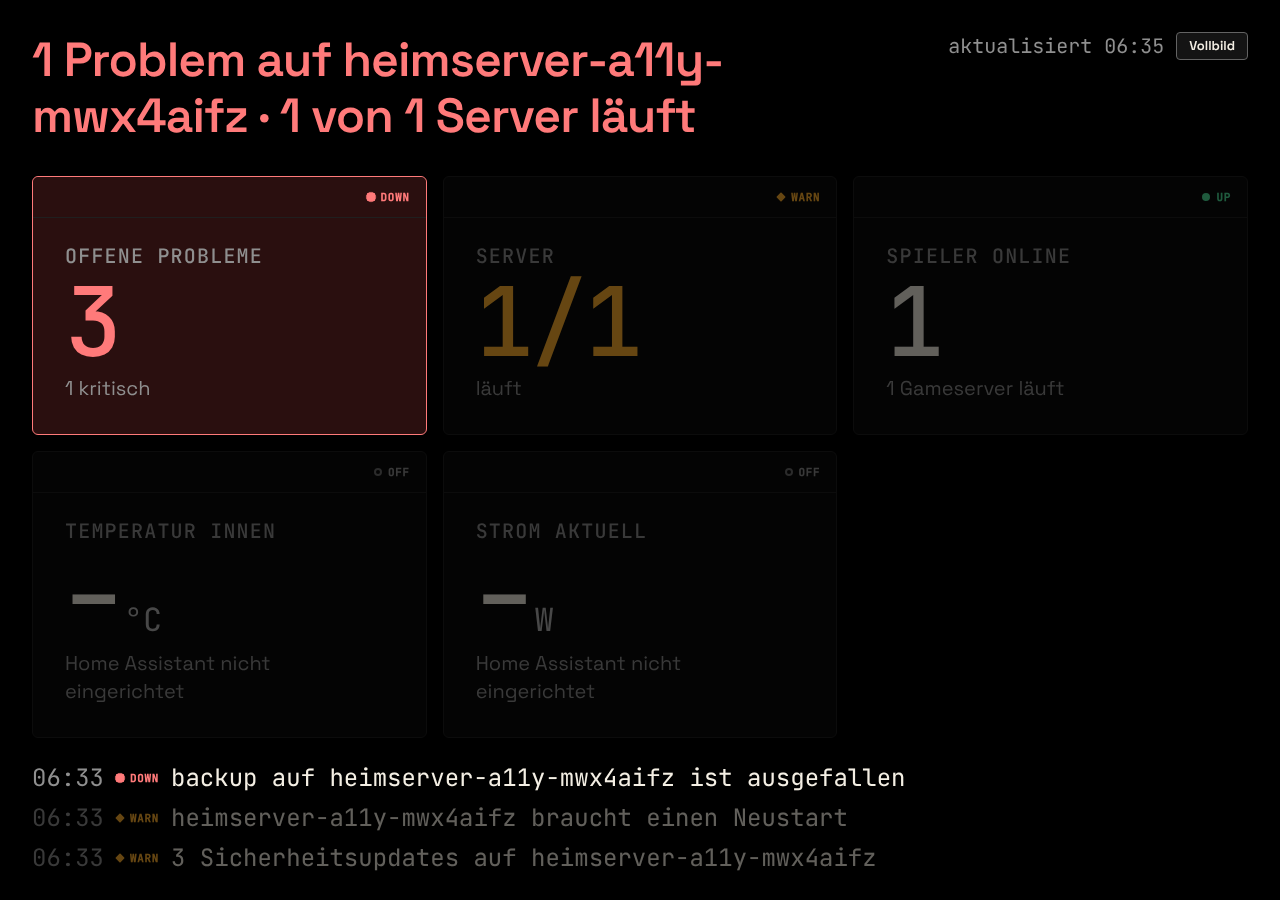 1 Problem auf heimserver-a11y-
mwx4aifz · 1 von 1 Server läuft
aktualisiert 06:35
Vollbild
DOWN
OFFENE PROBLEME
3
1 kritisch
WARN
SERVER
1/1
läuft
UP
SPIELER ONLINE
1
1 Gameserver läuft
OFF
TEMPERATUR INNEN
– °C
Home Assistant nicht
eingerichtet
OFF
STROM AKTUELL
– W
Home Assistant nicht
eingerichtet
06:33 DOWN backup auf heimserver-a11y-mwx4aifz ist ausgefallen
06:33 WARN heimserver-a11y-mwx4aifz braucht einen Neustart
06:33 WARN 3 Sicherheitsupdates auf heimserver-a11y-mwx4aifz